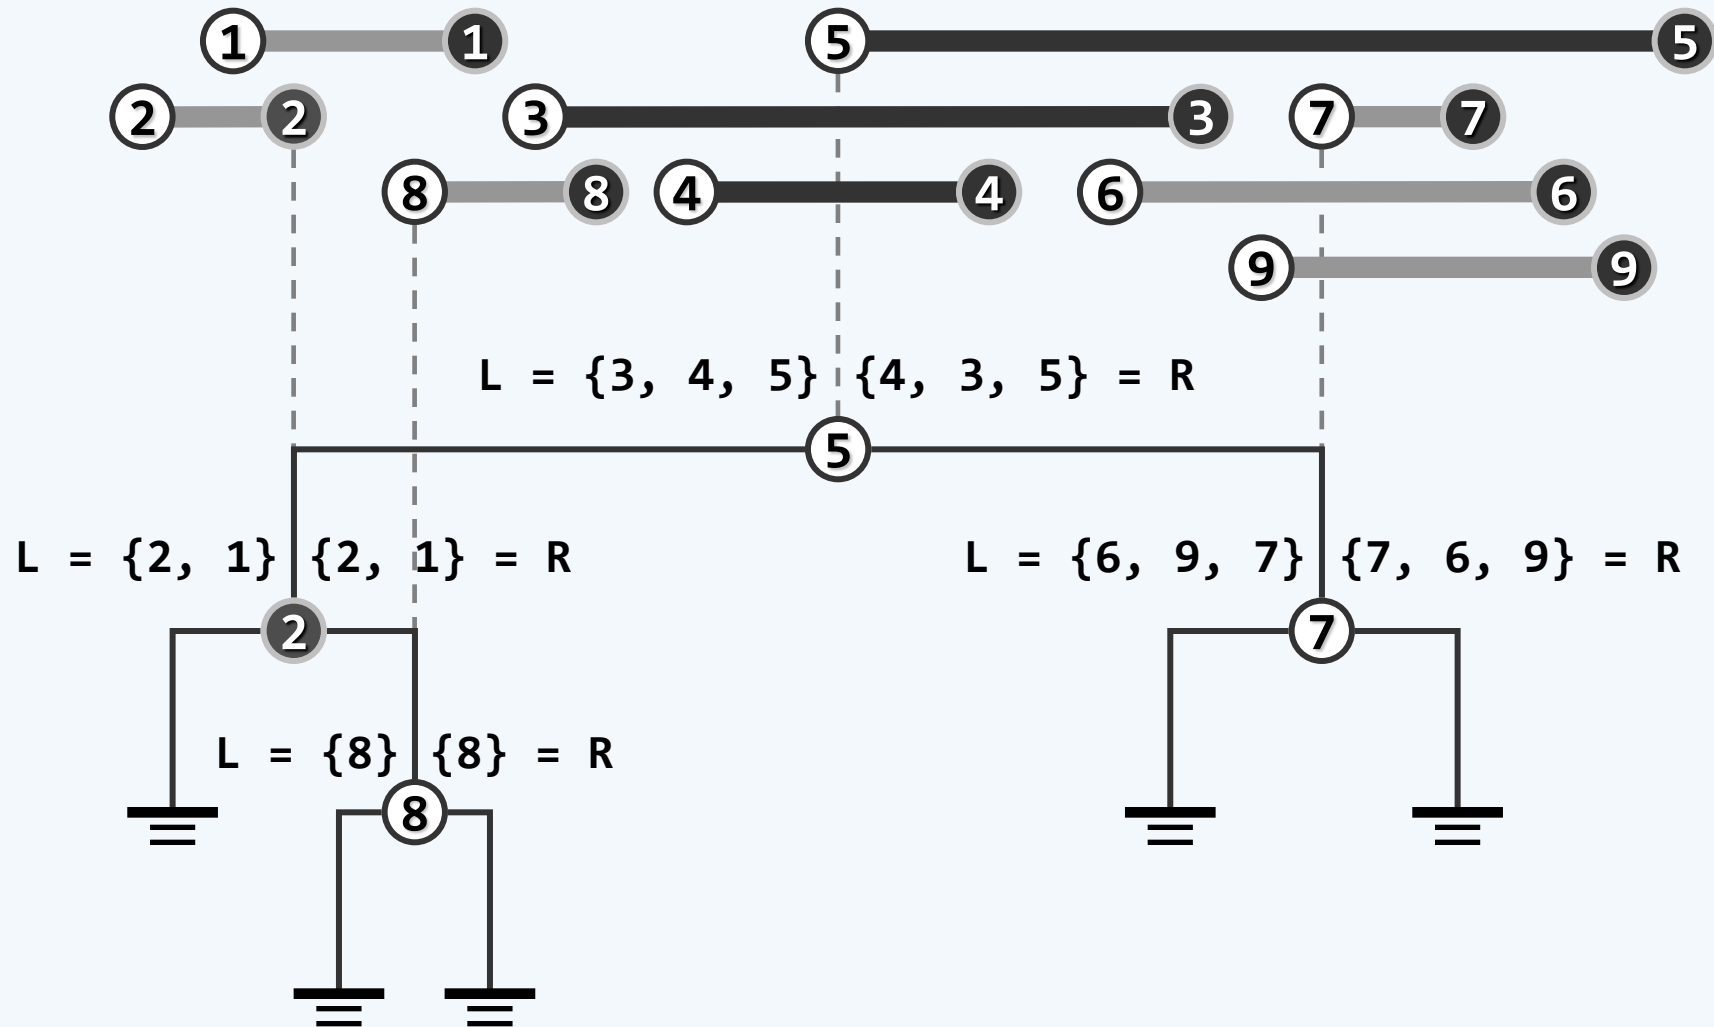 1 1 5 5
2 2 3 3 7 7
8 8 4 4 6 6
9 9
L = {3, 4, 5} {4, 3, 5} = R
5
L = {2, 1} {2, 1} = R L = {6, 9, 7} {7, 6, 9} = R
2 7
L = {8} {8} = R
8